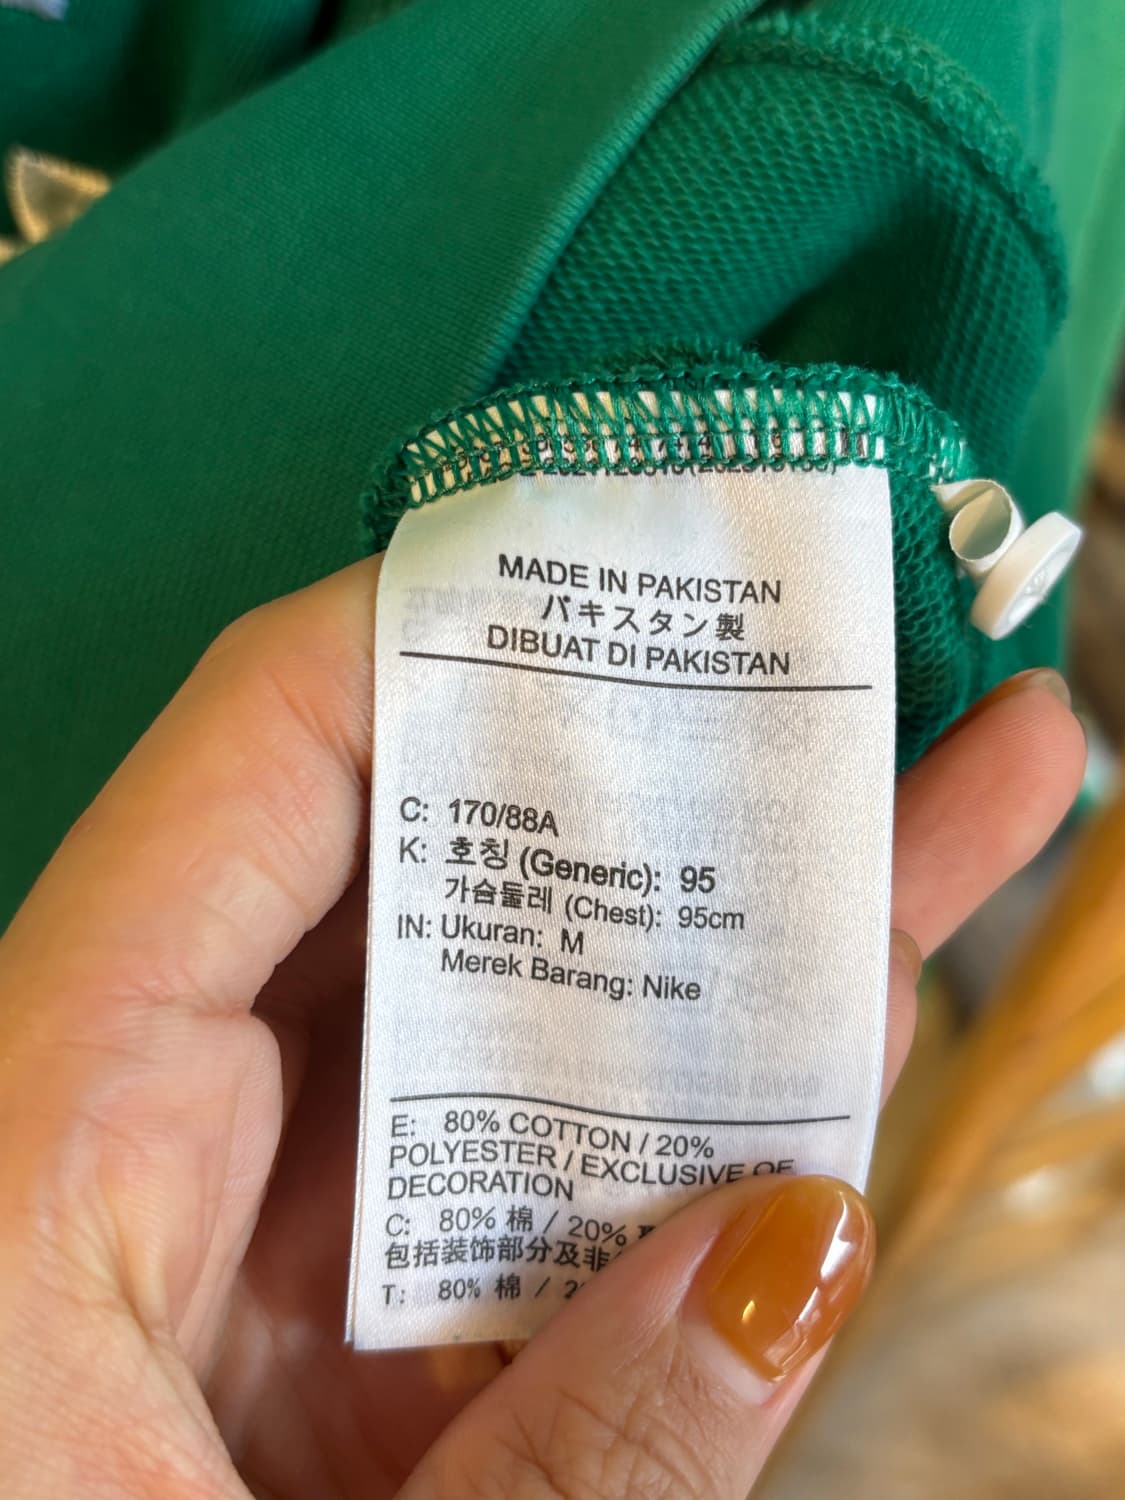 MADE IN PAKISTAN
パキスタン製
DIBUAT DI PAKISTAN
C: 170/88A
K: 호칭 (Generic): 95
가슴둘레 (Chest): 95cm
IN: Ukuran: M
Merek Barang: Nike
E: 80% COTTON / 20%
POLYESTER / EXCLUSIVE OF
DECORATION
C: 80% 棉 / 20%
包括装饰部分及非
T: 80% 棉 /